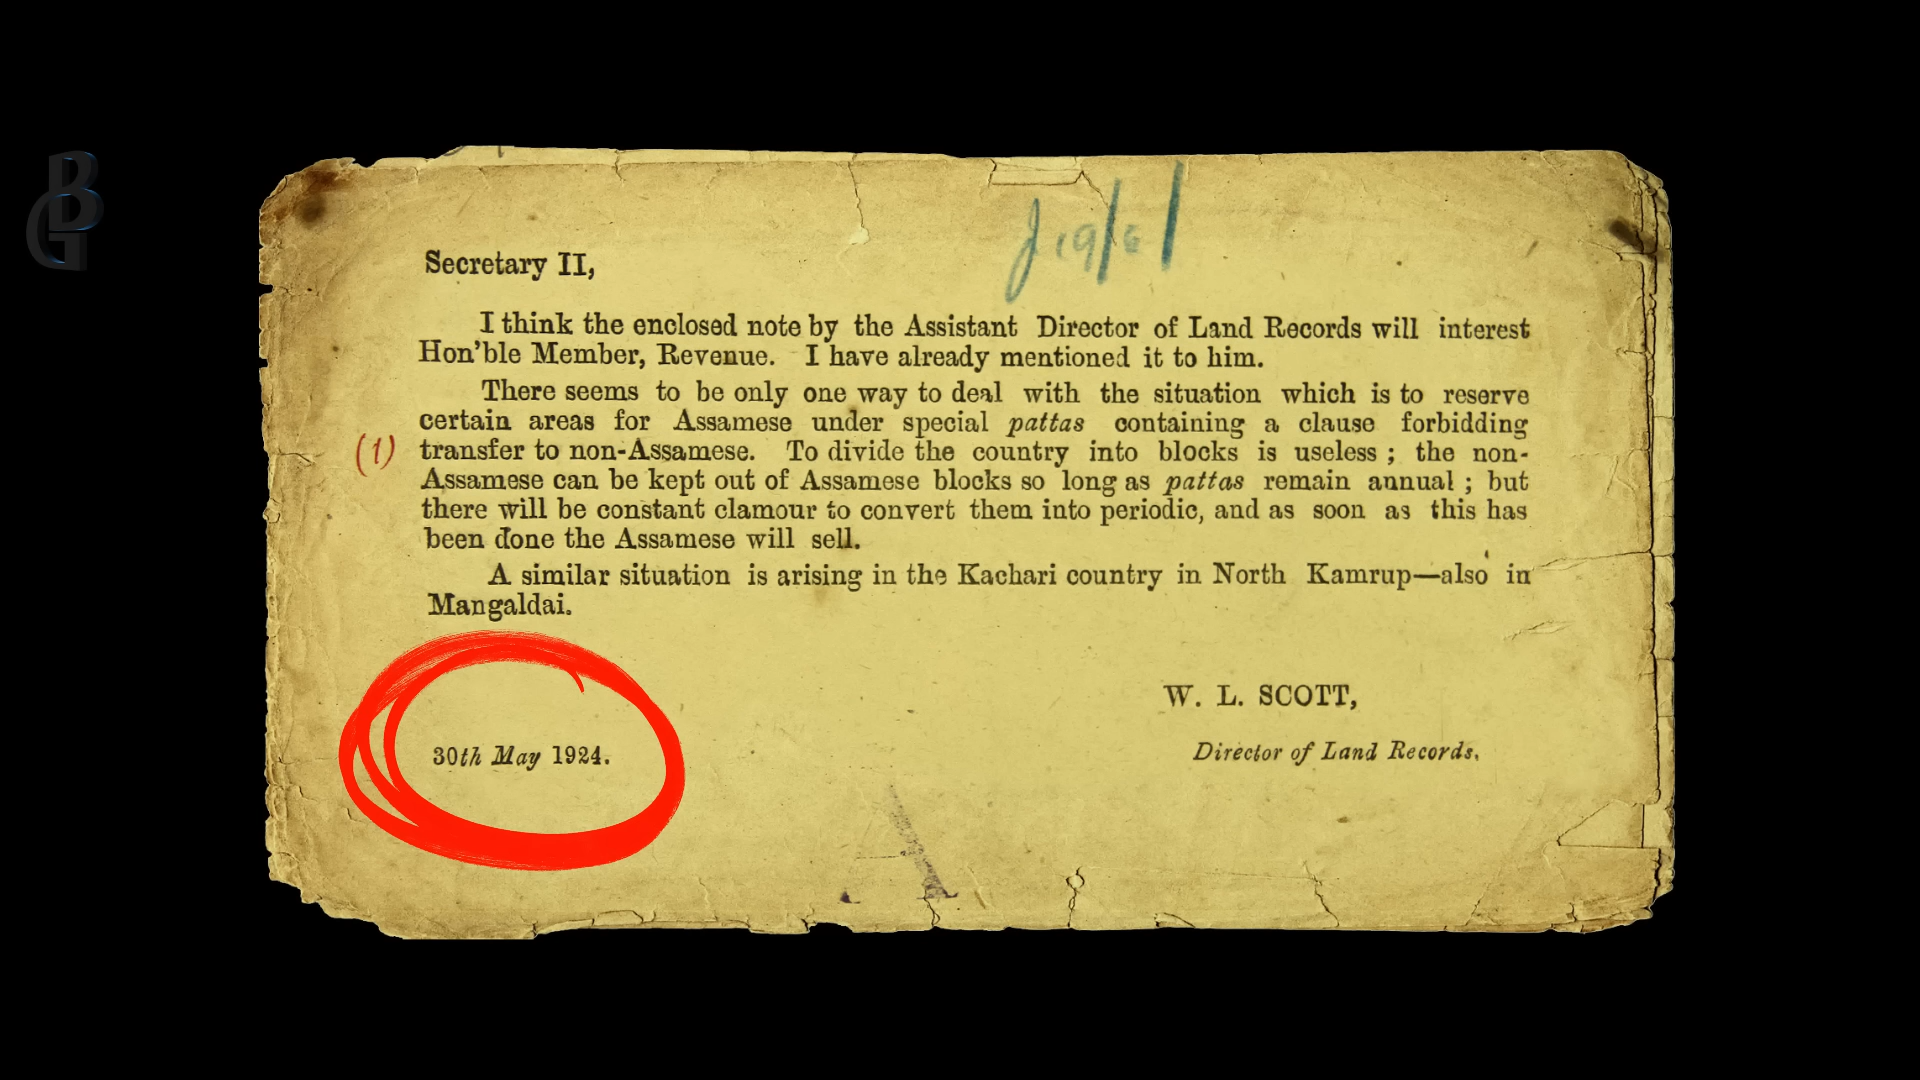 BG
Secretary II,
I think the enclosed note by the Assistant Director of Land Records will interest
Hon'ble Member, Revenue. I have already mentioned it to him.
There seems to be only one way to deal with the situation which is to reserve
certain areas for Assamese under special pattas containing a clause forbidding
(1)
transfer to non-Assamese. To divide the country into blocks is useless ; the non-
Assamese can be kept out of Assamese blocks so long as pattas remain annual ; but
there will be constant clamour to convert them into periodic, and as soon as this has
been done the Assamese will sell.
A similar situation is arising in the Kachari country in North Kamrup—also in
Mangaldai.
W. L. SCOTT,
30th May 1924.
Director of Land Records.